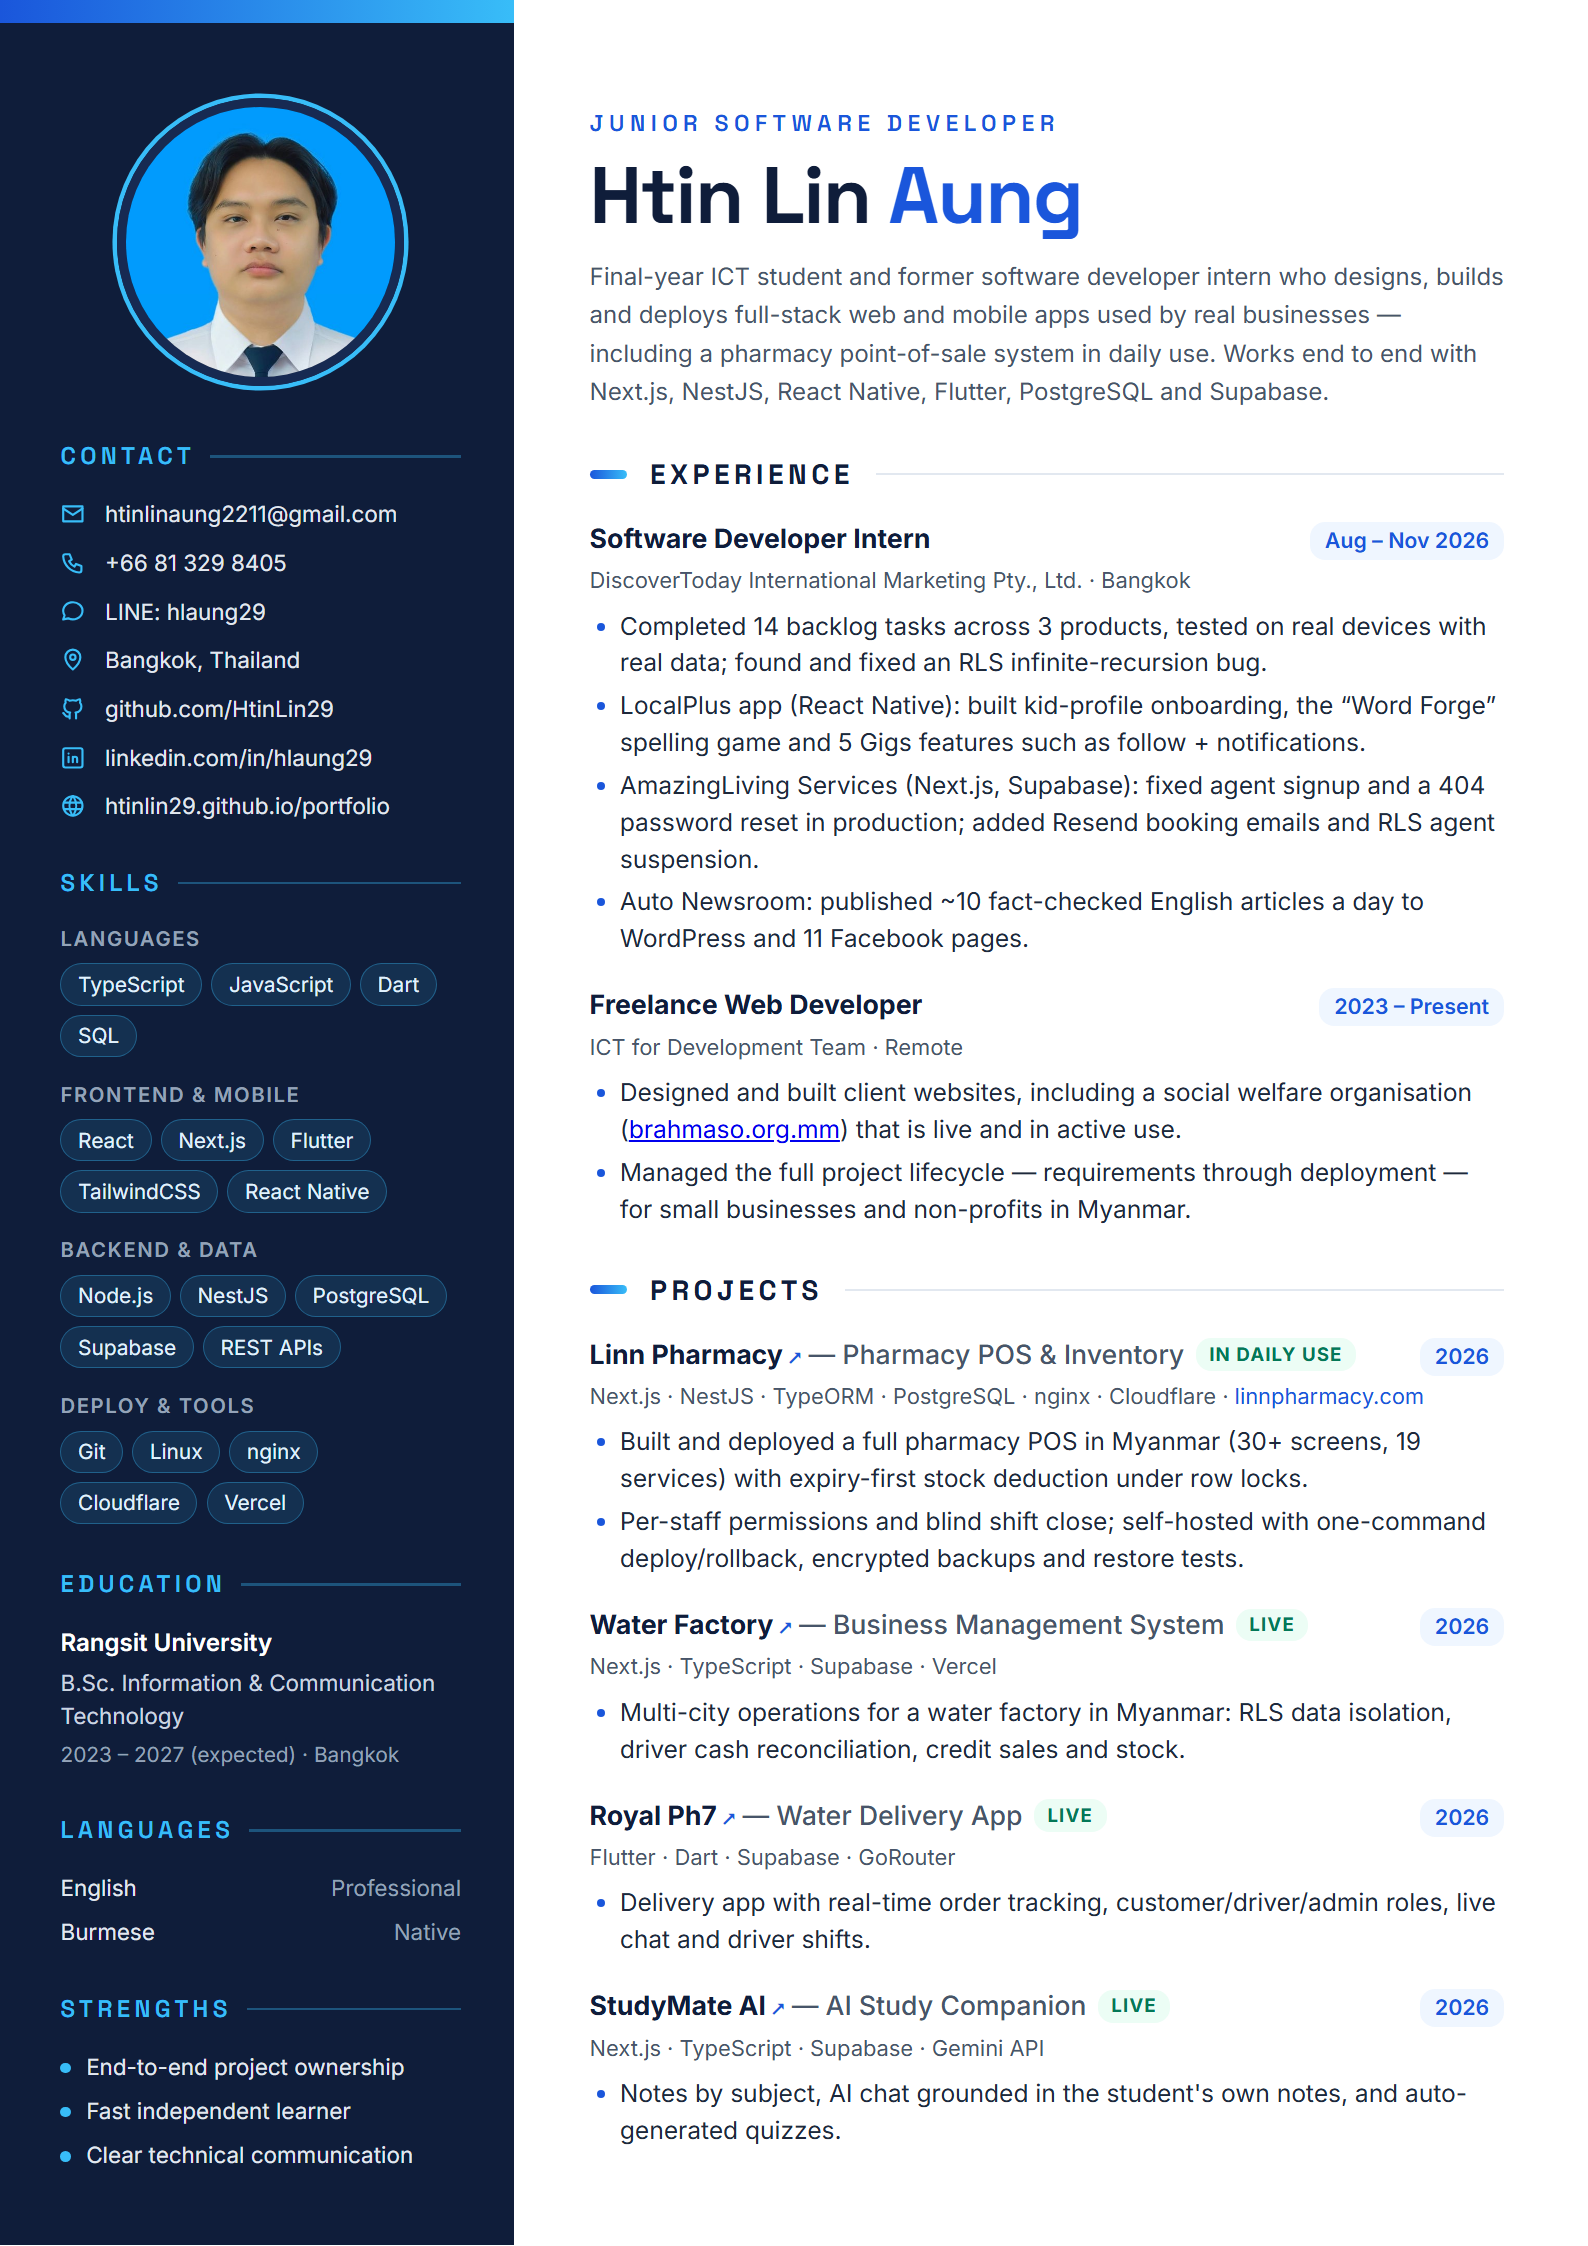 CONTACT
htinlinaung2211@gmail.com
+66 81 329 8405
LINE: hlaung29
Bangkok, Thailand
github.com/HtinLin29
linkedin.com/in/hlaung29
htinlin29.github.io/portfolio
SKILLS
LANGUAGES
TypeScript JavaScript Dart
SQL
FRONTEND & MOBILE
React Next.js Flutter
TailwindCSS React Native
BACKEND & DATA
Node.js NestJS PostgreSQL
Supabase REST APIs
DEPLOY & TOOLS
Git Linux nginx
Cloudflare Vercel
EDUCATION
Rangsit University
B.Sc. Information & Communication
Technology
2023 – 2027 (expected) · Bangkok
LANGUAGES
English Professional
Burmese Native
STRENGTHS
End-to-end project ownership
Fast independent learner
Clear technical communication
JUNIOR SOFTWARE DEVELOPER
Htin Lin Aung
Final-year ICT student and former software developer intern who designs, builds
and deploys full-stack web and mobile apps used by real businesses —
including a pharmacy point-of-sale system in daily use. Works end to end with
Next.js, NestJS, React Native, Flutter, PostgreSQL and Supabase.
EXPERIENCE
Software Developer Intern Aug – Nov 2026
DiscoverToday International Marketing Pty., Ltd. · Bangkok
• Completed 14 backlog tasks across 3 products, tested on real devices with
real data; found and fixed an RLS infinite-recursion bug.
• LocalPlus app (React Native): built kid-profile onboarding, the “Word Forge”
spelling game and 5 Gigs features such as follow + notifications.
• AmazingLiving Services (Next.js, Supabase): fixed agent signup and a 404
password reset in production; added Resend booking emails and RLS agent
suspension.
• Auto Newsroom: published ~10 fact-checked English articles a day to
WordPress and 11 Facebook pages.
Freelance Web Developer 2023 – Present
ICT for Development Team · Remote
• Designed and built client websites, including a social welfare organisation
(brahmaso.org.mm) that is live and in active use.
• Managed the full project lifecycle — requirements through deployment —
for small businesses and non-profits in Myanmar.
PROJECTS
Linn Pharmacy ↗ — Pharmacy POS & Inventory IN DAILY USE 2026
Next.js · NestJS · TypeORM · PostgreSQL · nginx · Cloudflare · linnpharmacy.com
• Built and deployed a full pharmacy POS in Myanmar (30+ screens, 19
services) with expiry-first stock deduction under row locks.
• Per-staff permissions and blind shift close; self-hosted with one-command
deploy/rollback, encrypted backups and restore tests.
Water Factory ↗ — Business Management System LIVE 2026
Next.js · TypeScript · Supabase · Vercel
• Multi-city operations for a water factory in Myanmar: RLS data isolation,
driver cash reconciliation, credit sales and stock.
Royal Ph7 ↗ — Water Delivery App LIVE 2026
Flutter · Dart · Supabase · GoRouter
• Delivery app with real-time order tracking, customer/driver/admin roles, live
chat and driver shifts.
StudyMate AI ↗ — AI Study Companion LIVE 2026
Next.js · TypeScript · Supabase · Gemini API
• Notes by subject, AI chat grounded in the student's own notes, and auto-
generated quizzes.